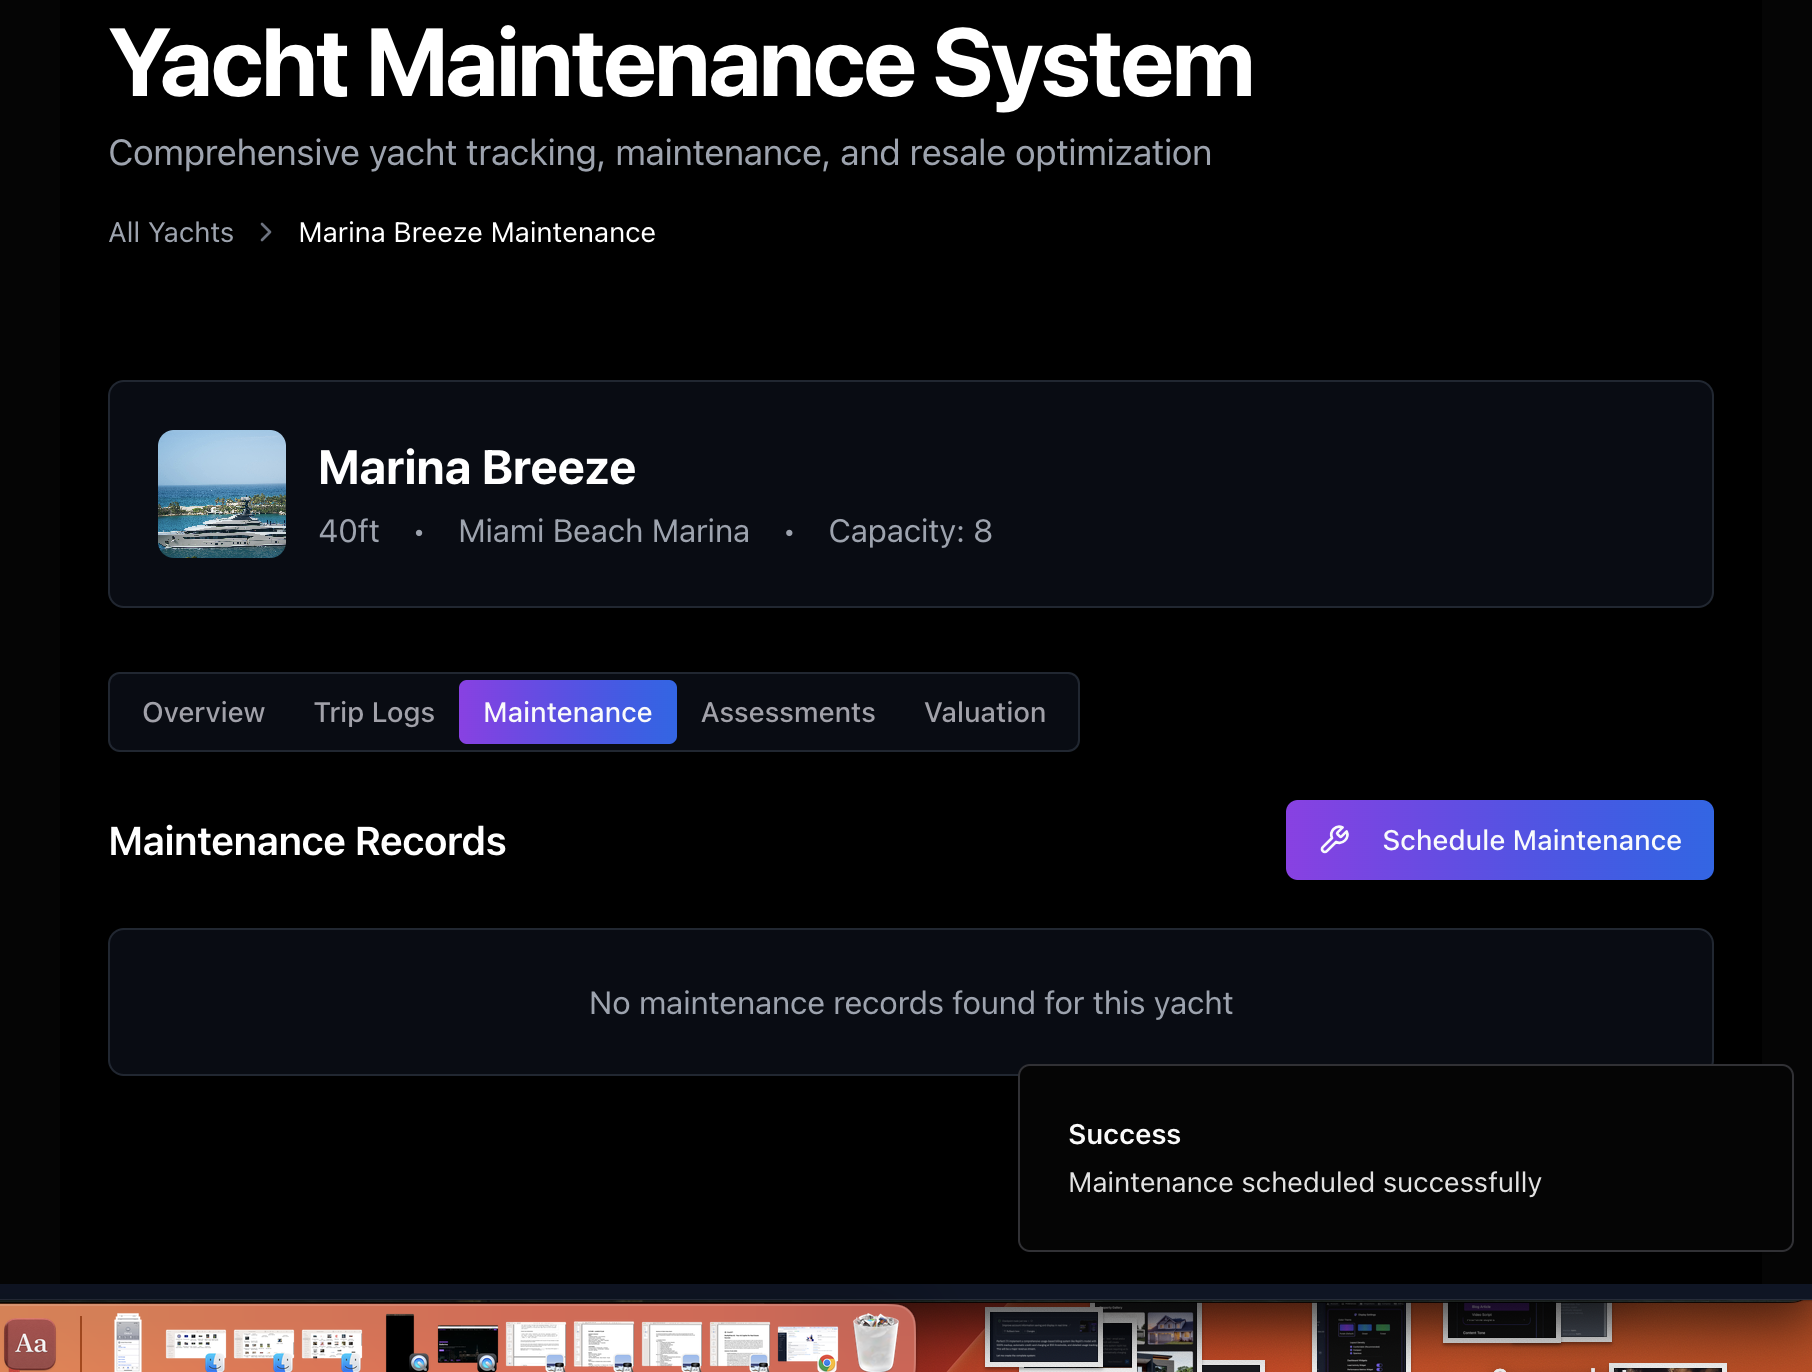 Yacht Maintenance System
Comprehensive yacht tracking, maintenance, and resale optimization
All Yachts > Marina Breeze Maintenance
Marina Breeze
40ft • Miami Beach Marina • Capacity: 8
Overview Trip Logs Maintenance Assessments Valuation
Maintenance Records
Schedule Maintenance
No maintenance records found for this yacht
Success
Maintenance scheduled successfully
Aa